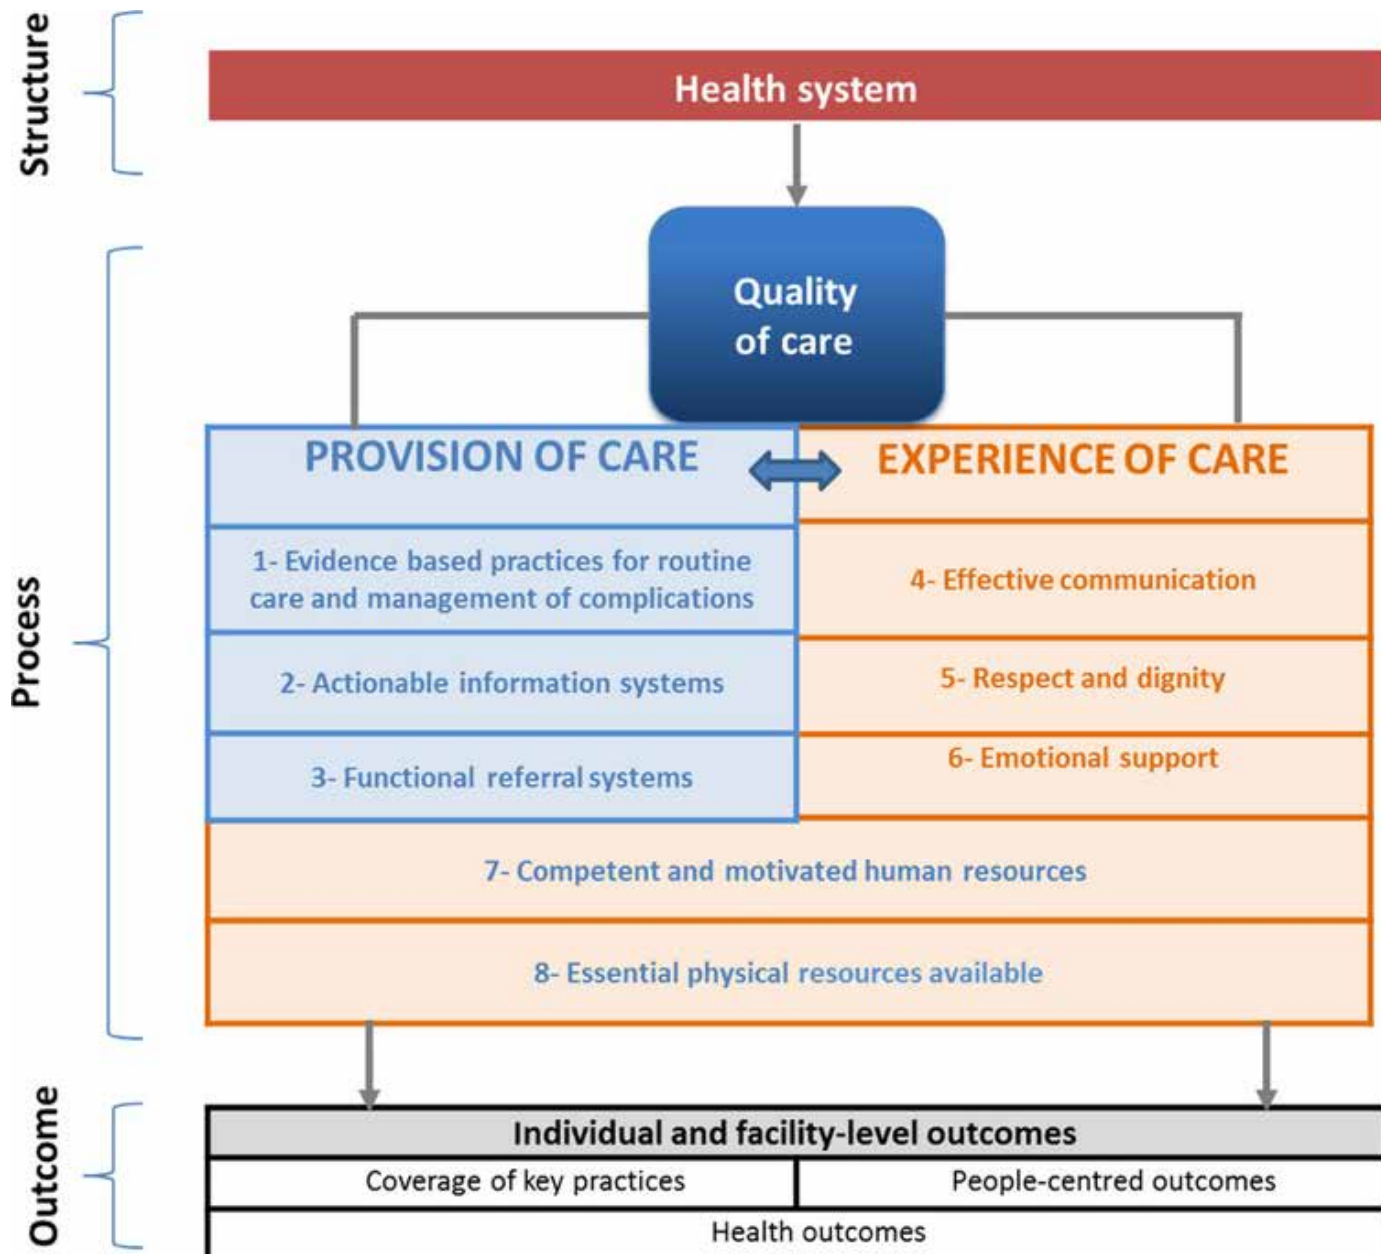 Structure
Health system
Process
Quality
of care
PROVISION OF CARE
EXPERIENCE OF CARE
1- Evidence based practices for routine
care and management of complications
4- Effective communication
2- Actionable information systems
5- Respect and dignity
3- Functional referral systems
6- Emotional support
7- Competent and motivated human resources
8- Essential physical resources available
Outcome
Individual and facility-level outcomes
Coverage of key practices
People-centred outcomes
Health outcomes